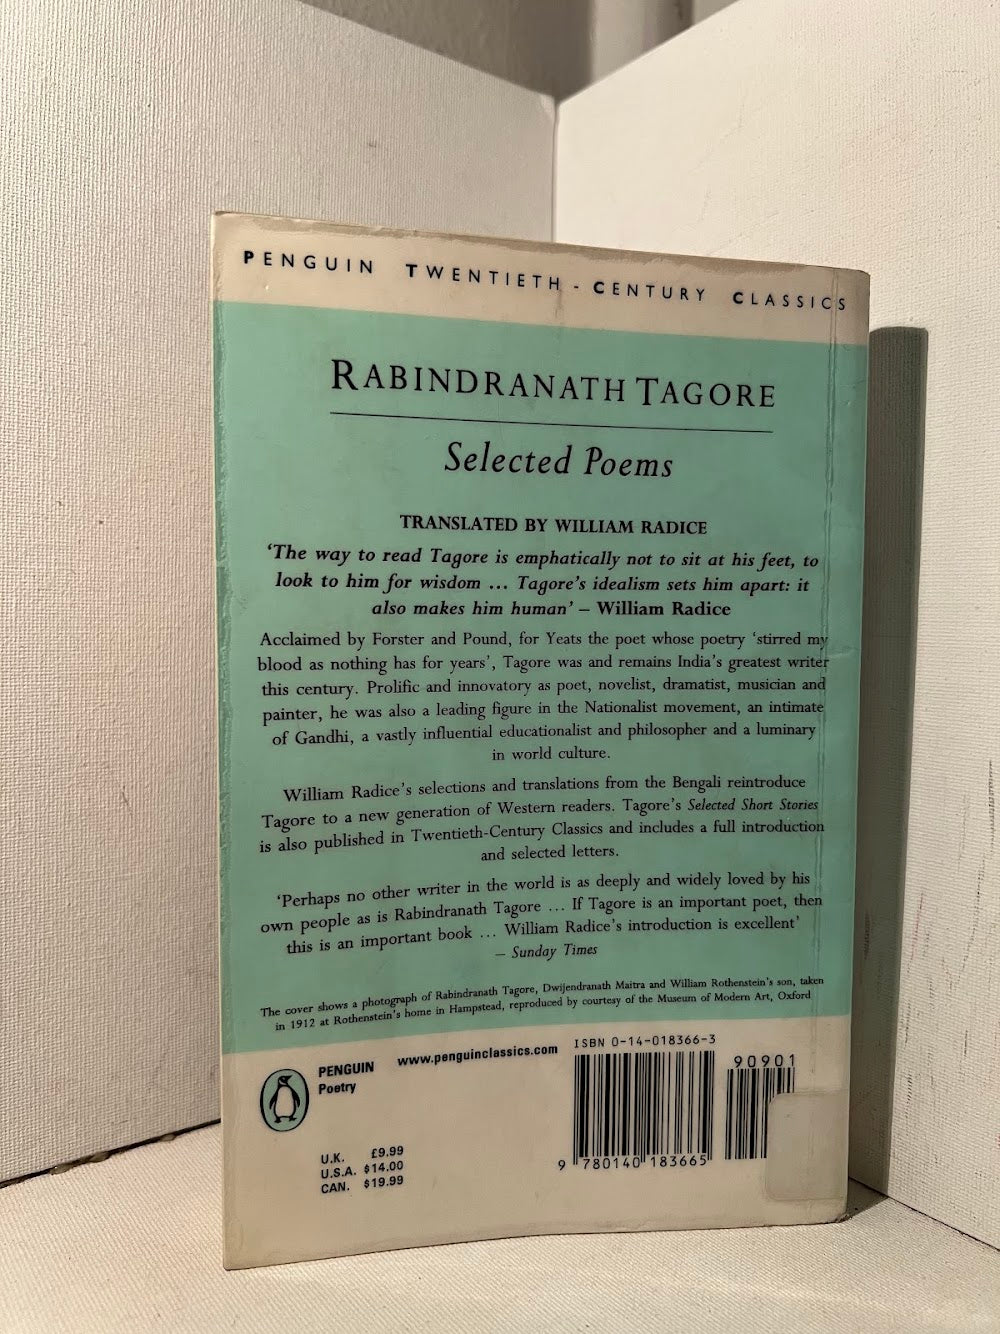 PENGUIN TWENTIETH-CENTURY CLASSICS
RABINDRANATH TAGORE
Selected Poems
TRANSLATED BY WILLIAM RADICE
‘The way to read Tagore is emphatically not to sit at his feet, to
look to him for wisdom ... Tagore’s idealism sets him apart: it
also makes him human’ – William Radice
Acclaimed by Forster and Pound, for Yeats the poet whose poetry ‘stirred my
blood as nothing has for years’, Tagore was and remains India’s greatest writer
this century. Prolific and innovatory as poet, novelist, dramatist, musician and
painter, he was also a leading figure in the Nationalist movement, an intimate
of Gandhi, a vastly influential educationalist and philosopher and a luminary
in world culture.
William Radice’s selections and translations from the Bengali reintroduce
Tagore to a new generation of Western readers. Tagore’s Selected Short Stories
is also published in Twentieth-Century Classics and includes a full introduction
and selected letters.
‘Perhaps no other writer in the world is as deeply and widely loved by his
own people as is Rabindranath Tagore ... If Tagore is an important poet, then
this is an important book ... William Radice’s introduction is excellent’
– Sunday Times
The cover shows a photograph of Rabindranath Tagore, Dwijendranath Maitra and William Rothenstein’s son, taken
in 1912 at Rothenstein’s home in Hampstead, reproduced by courtesy of the Museum of Modern Art, Oxford
PENGUIN
Poetry
www.penguinclassics.com
U.K. £9.99
U.S.A. $14.00
CAN. $19.99
ISBN 0-14-018366-3
90901
9 780140 183665